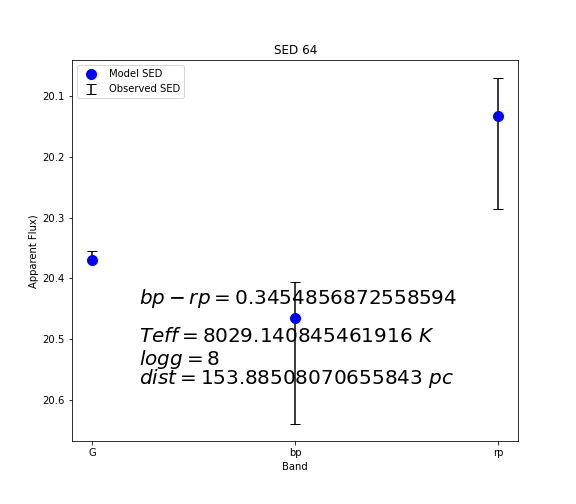 SED 64
Model SED
Observed SED
20.1
20.2
20.3
20.4
20.5
20.6
Apparent Flux)
bp − rp = 0.3454856872558594
Teff = 8029.140845461916 K
logg = 8
dist = 153.88508070655843 pc
G
bp
rp
Band